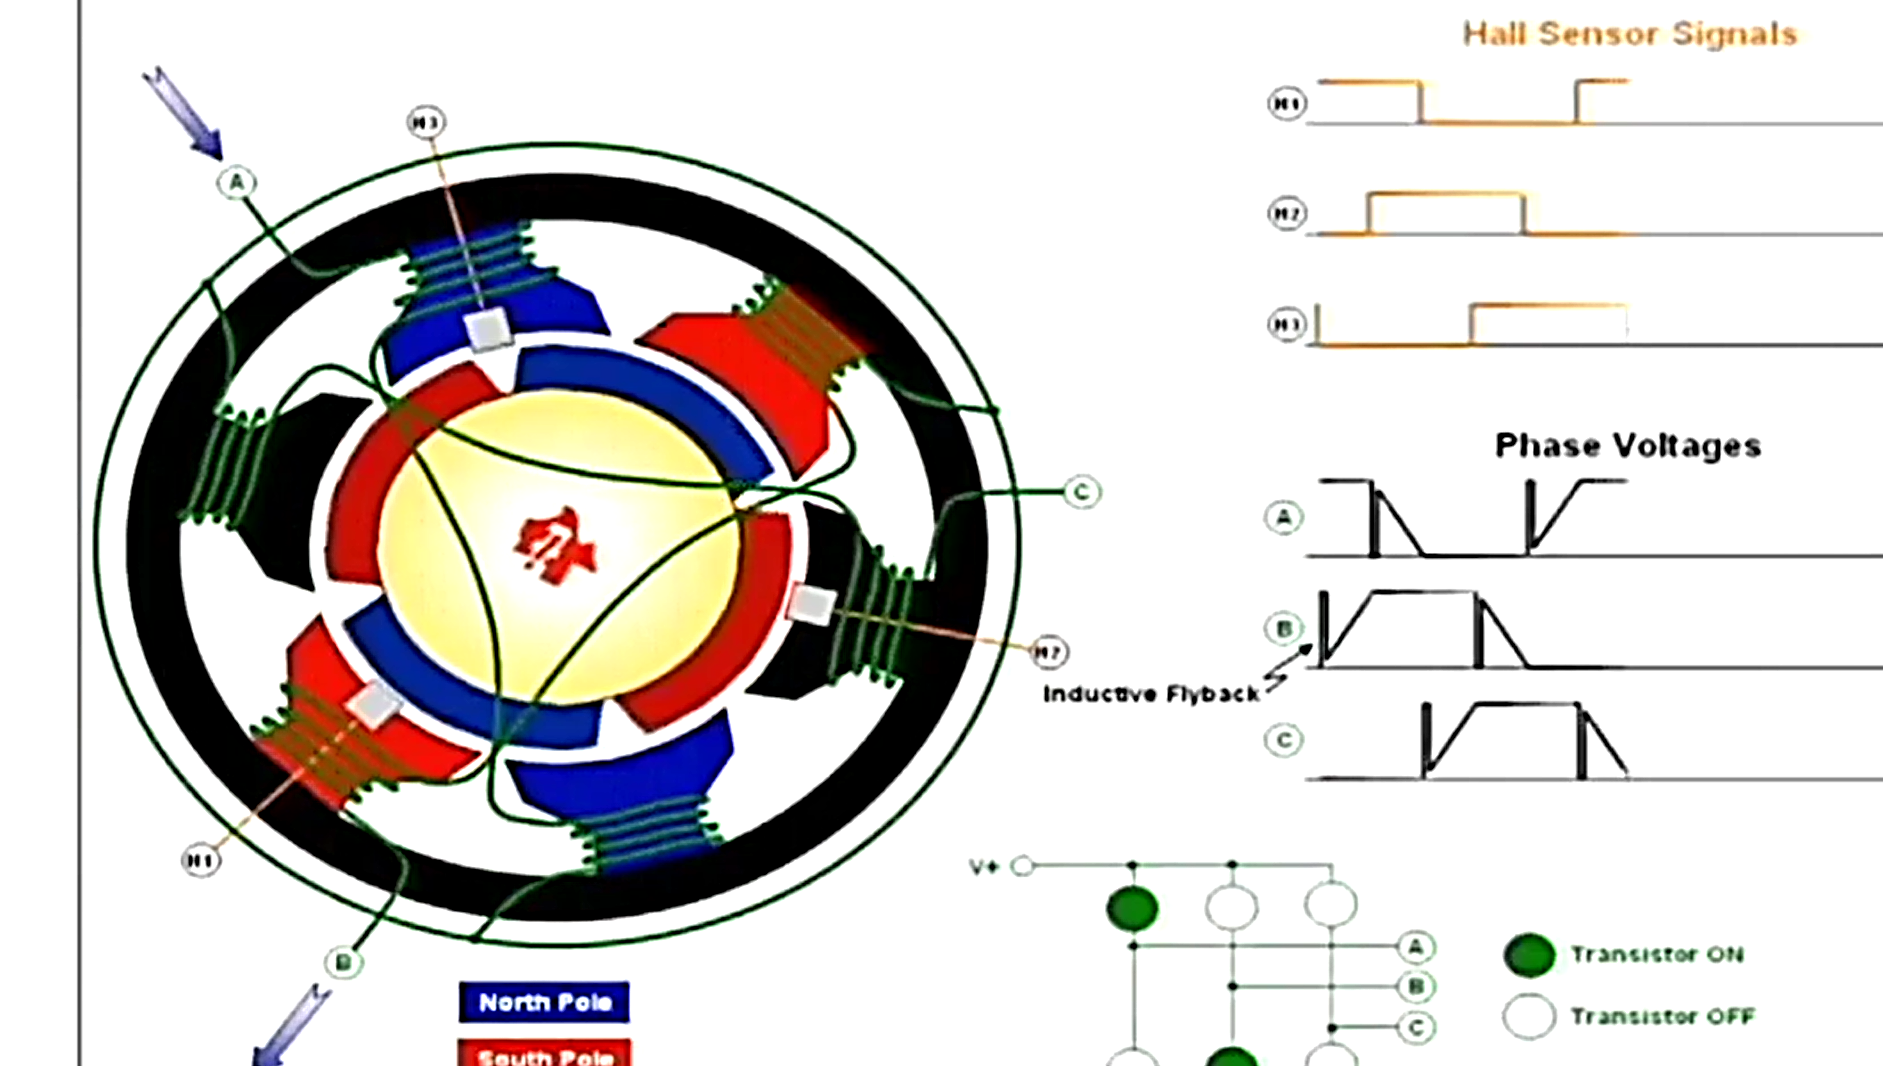 Hall Sensor Signals
H1
H2
H3
H3
A
C
H2
H1
B
Phase Voltages
A
B
Inductive Flyback
C
V+
A
B
C
Transistor ON
Transistor OFF
North Pole
South Pole